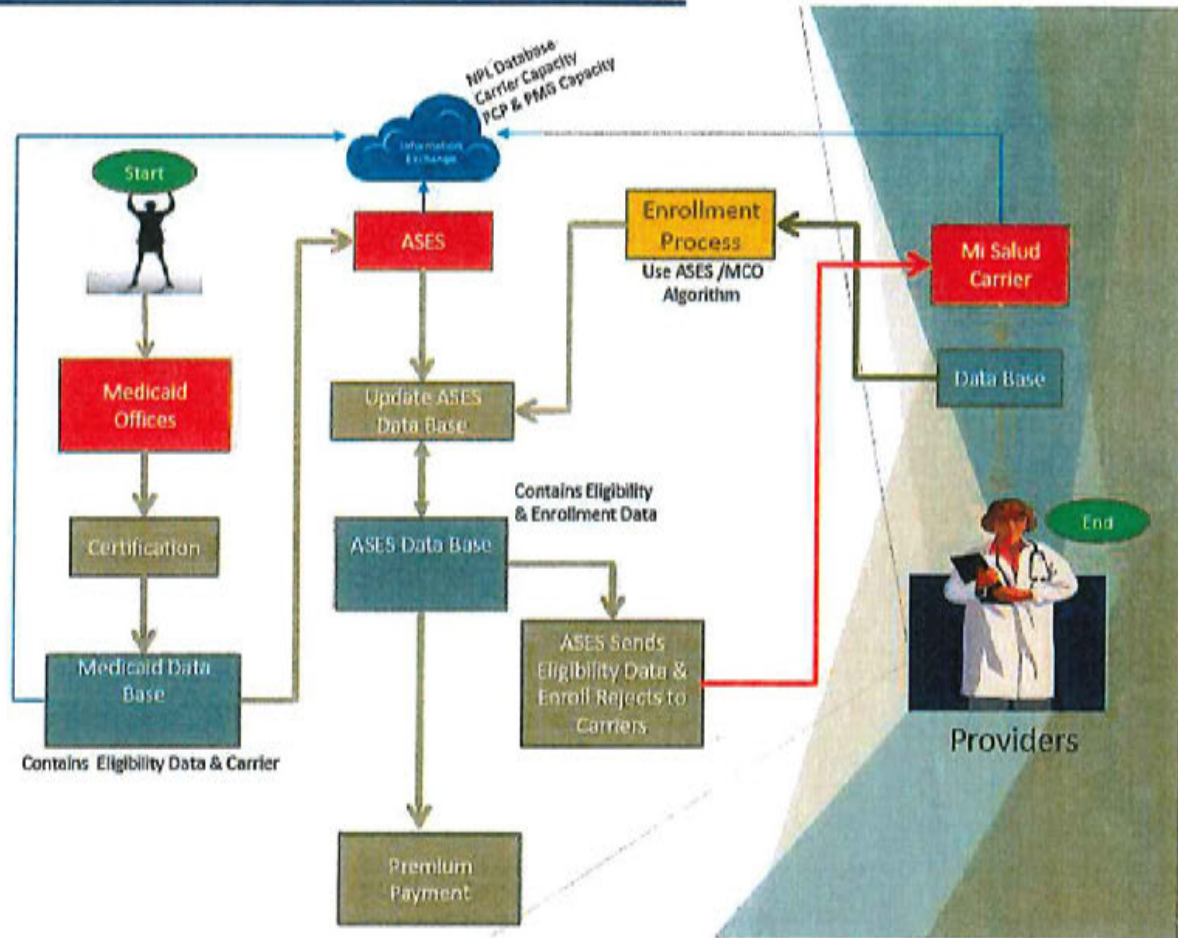 NPL Database
Carrier Capacity
PCP & PMG Capacity
Information
Exchange
Start
ASES
Enrollment
Process
Use ASES /MCO
Algorithm
Mi Salud
Carrier
Medicaid
Offices
Update ASES
Data Base
Data Base
Contains Eligibility
& Enrollment Data
Certification
ASES Data Base
End
ASES Sends
Eligibility Data &
Enroll Rejects to
Carriers
Medicaid Data
Base
Contains Eligibility Data & Carrier
Providers
Premium
Payment